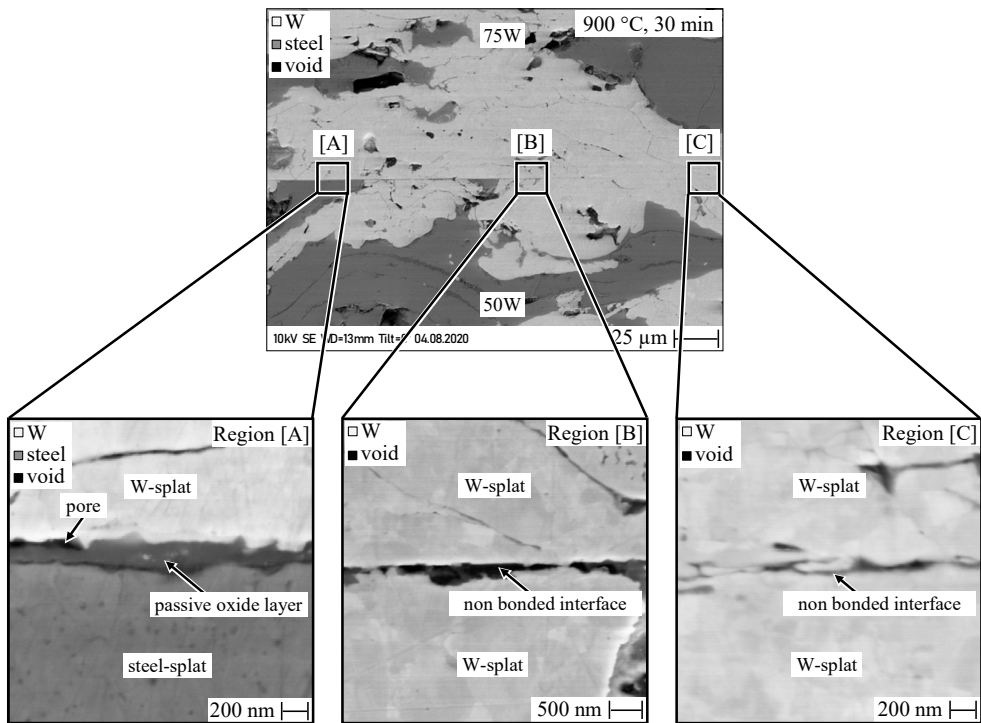 W
steel
void
75W
900 °C, 30 min
[A]
[B]
[C]
50W
10kV SE WD=13mm 04.08.2020
25 µm
W
steel
void
Region [A]
W-splat
pore
passive oxide layer
steel-splat
200 nm
W
void
Region [B]
W-splat
non bonded interface
W-splat
500 nm
W
void
Region [C]
W-splat
non bonded interface
W-splat
200 nm